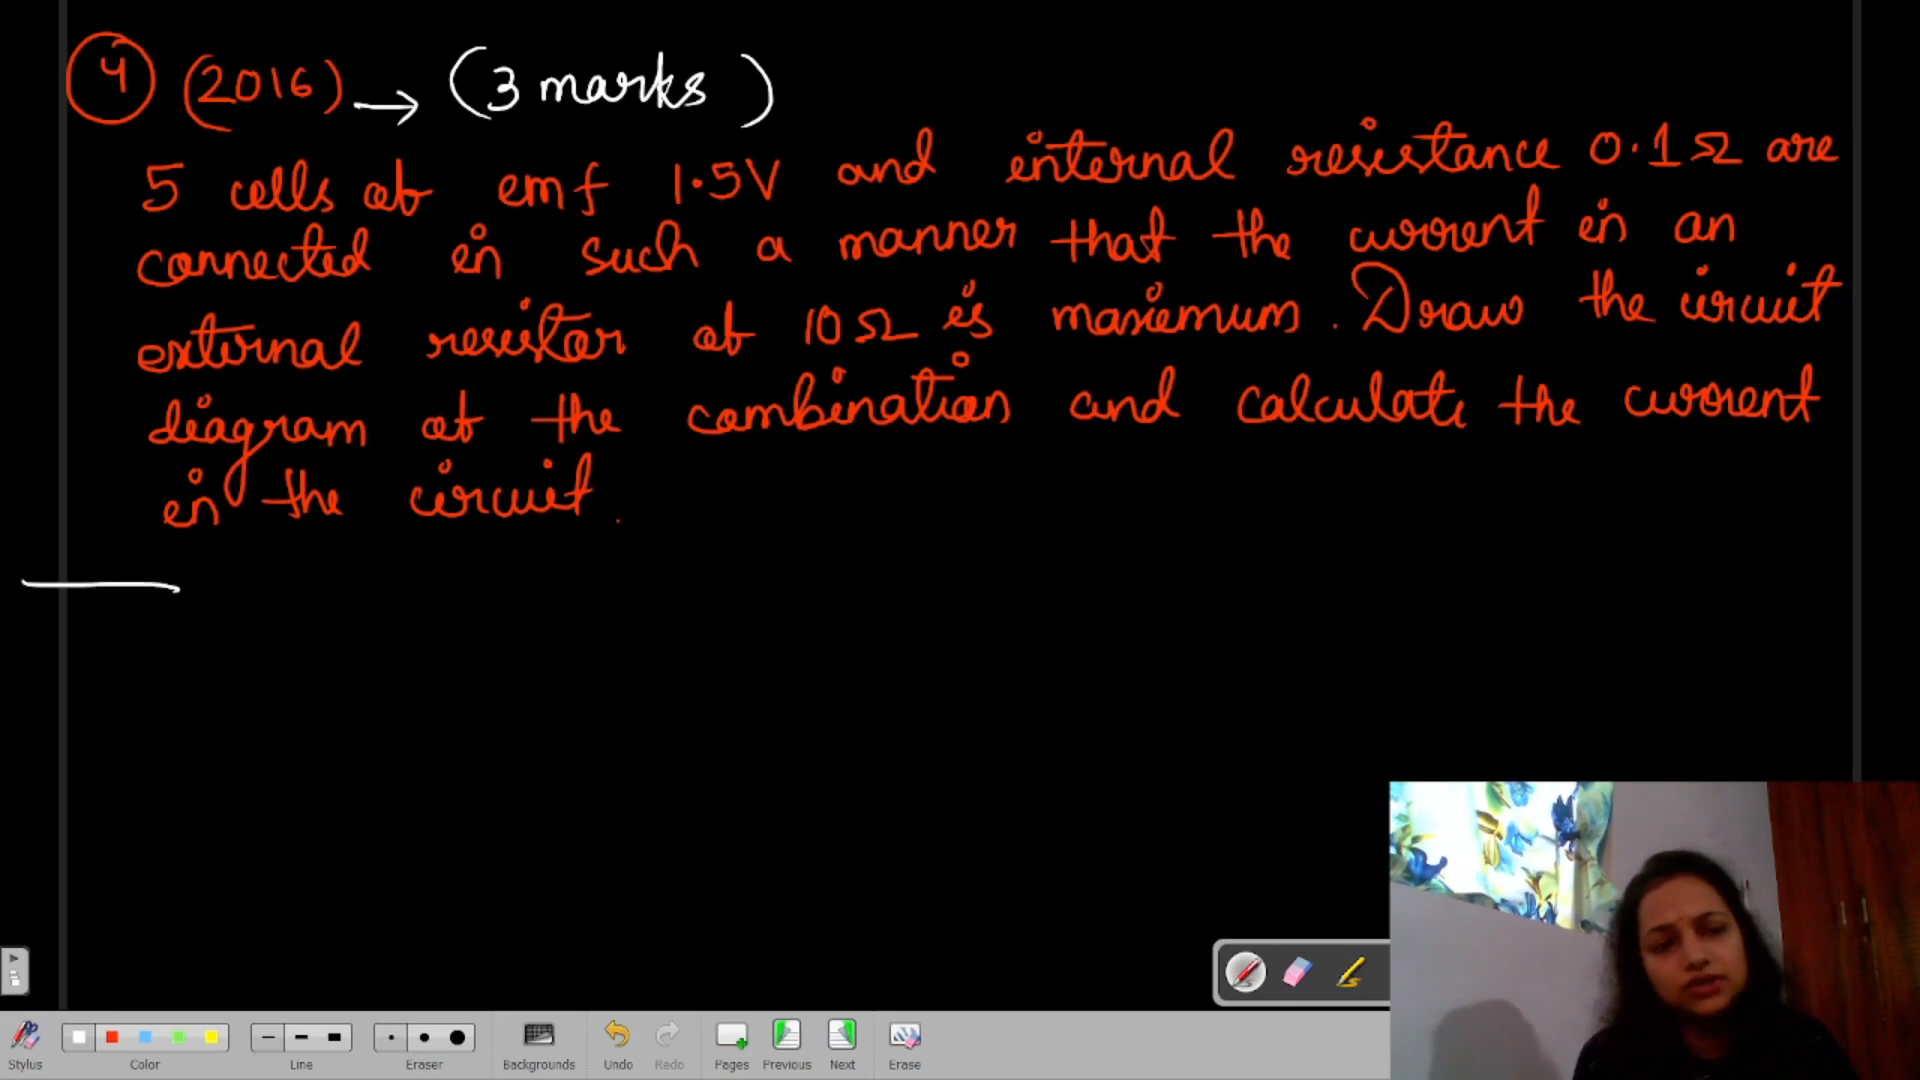 4 (2016) → (3 marks)
5 cells of emf 1.5V and internal resistance 0.1Ω are
connected in such a manner that the current in an
external resistor of 10Ω is maximum. Draw the circuit
diagram of the combination and calculate the current
in the circuit.
Stylus Color Line Eraser Backgrounds Undo Redo Pages Previous Next Erase